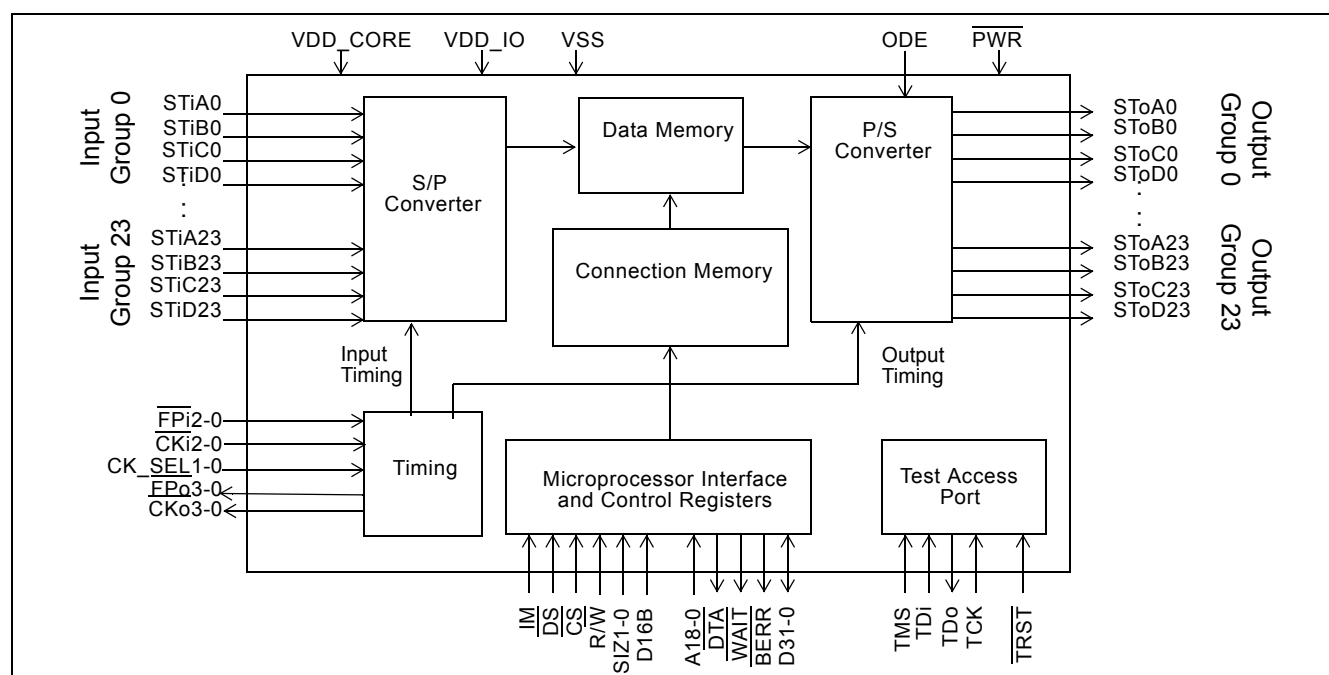 VDD_CORE VDD_IO VSS ODE PWR
Input
Group 0
STiA0
STiB0
STiC0
STiD0
:
:
Input
Group 23
STiA23
STiB23
STiC23
STiD23
S/P
Converter
Data Memory
Connection Memory
P/S
Converter
SToA0
SToB0
SToC0
SToD0
:
:
SToA23
SToB23
SToC23
SToD23
Output
Group 0
Output
Group 23
Input
Timing
Output
Timing
FPi2-0
CKi2-0
CK_SEL1-0
FPo3-0
CKo3-0
Timing
Microprocessor Interface
and Control Registers
Test Access
Port
IM
DS
CS
R/W
SIZ1-0
D16B
A18-0
DTA
WAIT
BERR
D31-0
TMS
TDi
TDo
TCK
TRST